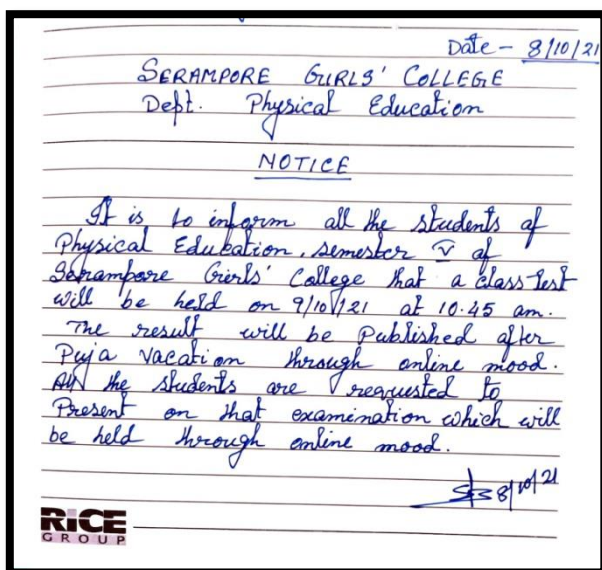 Date - 8/10/21
SERAMPORE GIRLS' COLLEGE
Dept. Physical Education
NOTICE
It is to inform all the students of
Physical Education, semester V of
Serampore Girls' College that a class-test
will be held on 9/10/21 at 10.45 am.
The result will be Published after
Puja vacation through online mood.
All the students are requested to
Present on that examination which will
be held through online mood.
8/10/21
RICE
GROUP